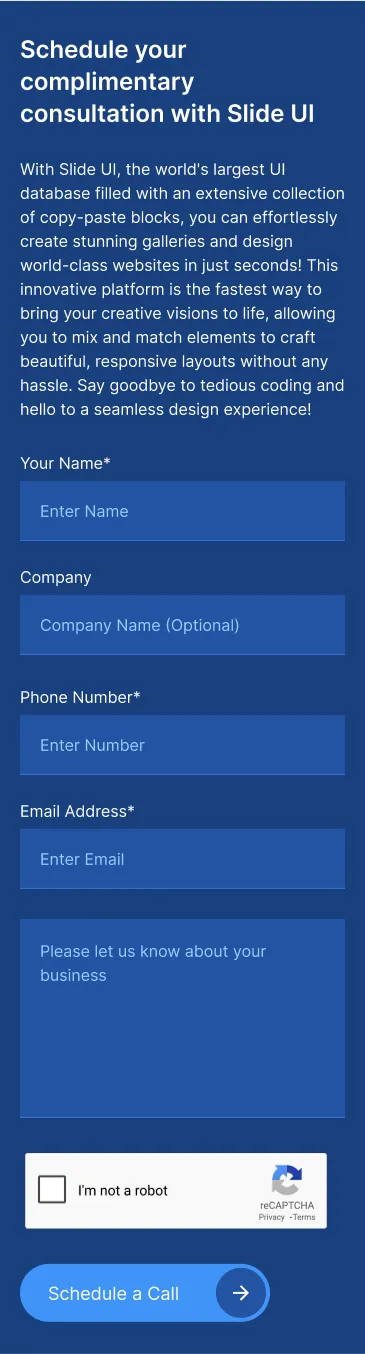 Schedule your
complimentary
consultation with Slide UI
With Slide UI, the world's largest UI
database filled with an extensive collection
of copy-paste blocks, you can effortlessly
create stunning galleries and design
world-class websites in just seconds! This
innovative platform is the fastest way to
bring your creative visions to life, allowing
you to mix and match elements to craft
beautiful, responsive layouts without any
hassle. Say goodbye to tedious coding and
hello to a seamless design experience!
Your Name*
Enter Name
Company
Company Name (Optional)
Phone Number*
Enter Number
Email Address*
Enter Email
Please let us know about your
business
I'm not a robot
reCAPTCHA
Privacy -Terms
Schedule a Call